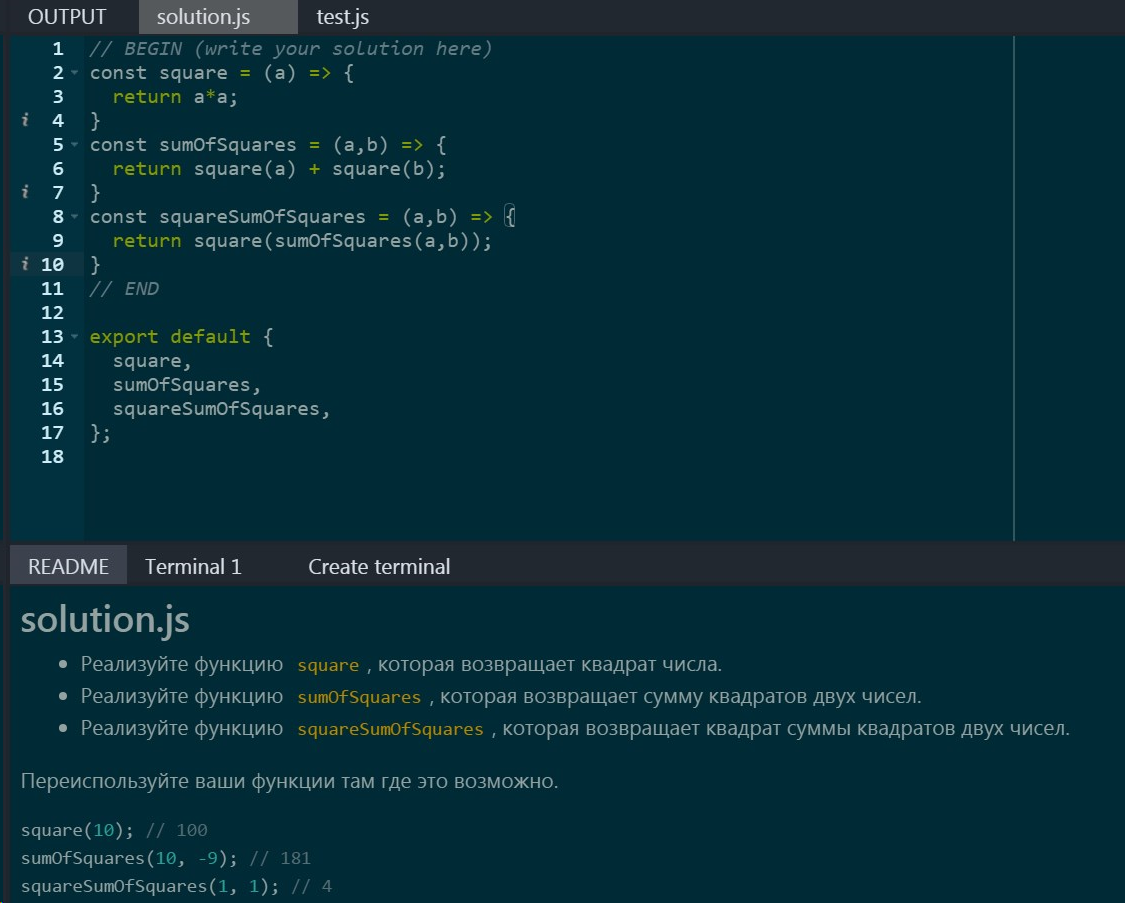 OUTPUT solution.js test.js
1 // BEGIN (write your solution here)
2 const square = (a) => {
3   return a*a;
i 4 }
5 const sumOfSquares = (a,b) => {
6   return square(a) + square(b);
i 7 }
8 const squareSumOfSquares = (a,b) => {
9   return square(sumOfSquares(a,b));
i 10 }
11 // END
12
13 export default {
14   square,
15   sumOfSquares,
16   squareSumOfSquares,
17 };
18
README Terminal 1 Create terminal
solution.js
• Реализуйте функцию square , которая возвращает квадрат числа.
• Реализуйте функцию sumOfSquares , которая возвращает сумму квадратов двух чисел.
• Реализуйте функцию squareSumOfSquares , которая возвращает квадрат суммы квадратов двух чисел.
Переиспользуйте ваши функции там где это возможно.
square(10); // 100
sumOfSquares(10, -9); // 181
squareSumOfSquares(1, 1); // 4